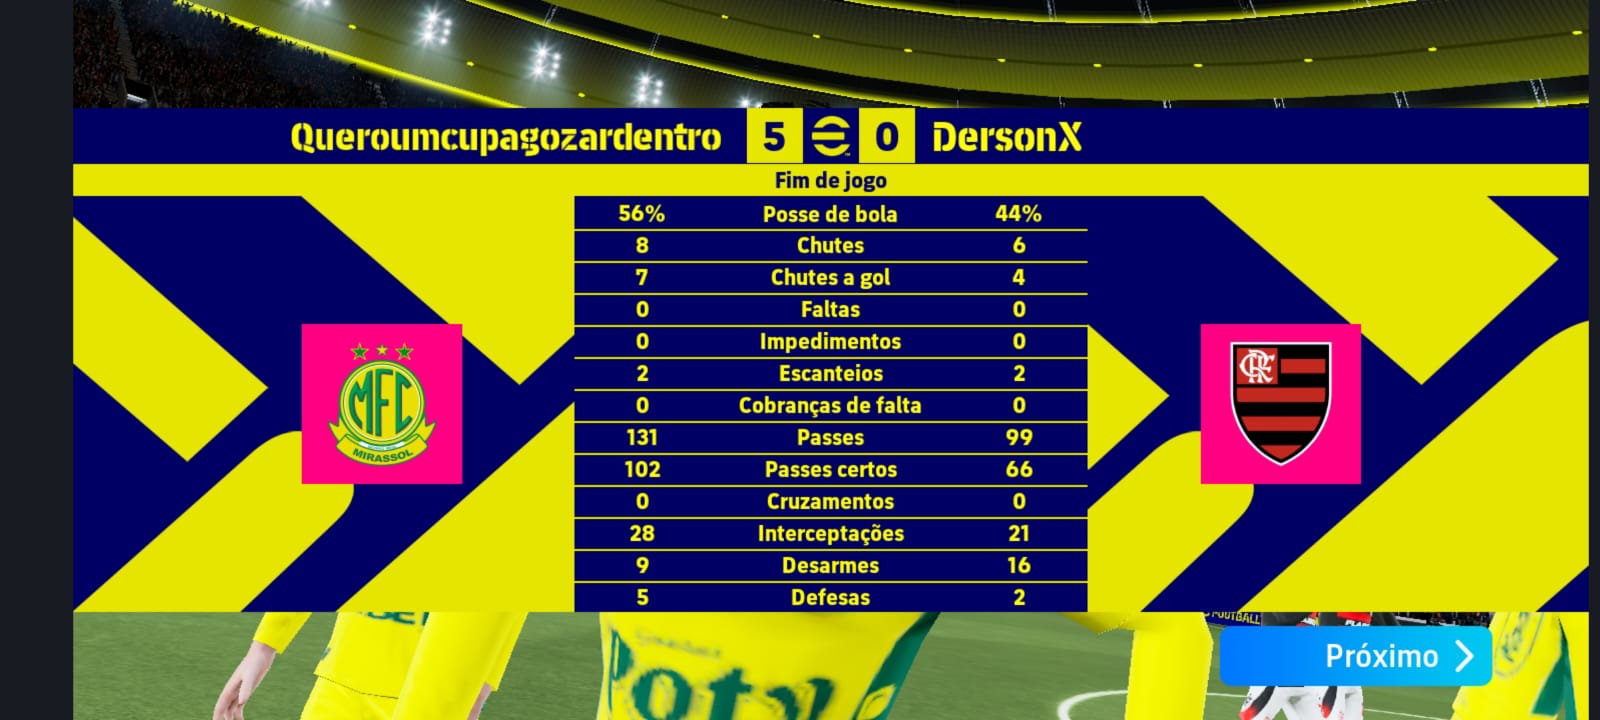 Queroumcupagozardentro 5 0 DersonX
Fim de jogo
56% Posse de bola 44%
8 Chutes 6
7 Chutes a gol 4
0 Faltas 0
0 Impedimentos 0
2 Escanteios 2
0 Cobranças de falta 0
131 Passes 99
102 Passes certos 66
0 Cruzamentos 0
28 Interceptações 21
9 Desarmes 16
5 Defesas 2
MFC
MIRASSOL
CRF
Próximo